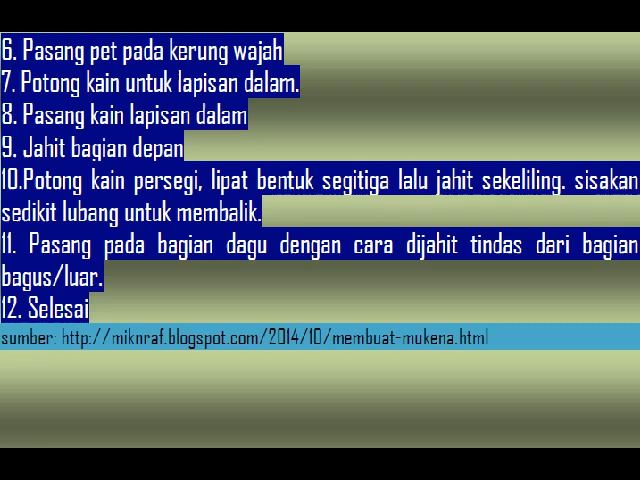 6. Pasang pet pada kerung wajah
7. Potong kain untuk lapisan dalam.
8. Pasang kain lapisan dalam
9. Jahit bagian depan
10.Potong kain persegi, lipat bentuk segitiga lalu jahit sekeliling. sisakan
sedikit lubang untuk membalik.
11. Pasang pada bagian dagu dengan cara dijahit tindas dari bagian
bagus/luar.
12. Selesai
sumber: http://miknraf.blogspot.com/2014/10/membuat-mukena.html